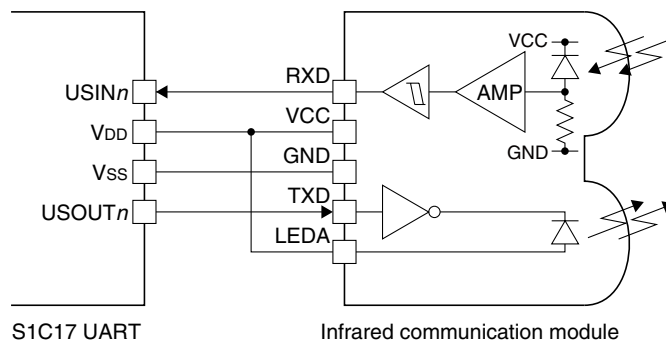 VCC
RXD
USINn
AMP
VCC
VDD
GND
GND
VSS
TXD
USOUTn
LEDA
S1C17 UART
Infrared communication module